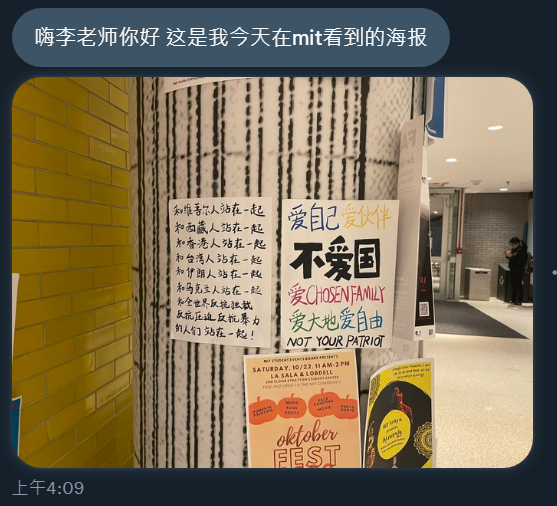 嗨李老师你好 这是我今天在mit看到的海报
和维吾尔人站在一起
和西藏人站在一起
和香港人站在一起
和台湾人站在一起
和伊朗人站在一起
和乌克兰人站在一起
和全世界反抗独裁
反抗压迫 反抗暴力
的人们 站在一起!
爱自己 爱伙伴
不爱国
爱CHOSEN FAMILY
爱大地 爱自由
NOT YOUR PATRIOT
SATURDAY, 10/22, 11 AM-2 PM
LA SALA & LOBDELL
oktober
FEST
上午4:09